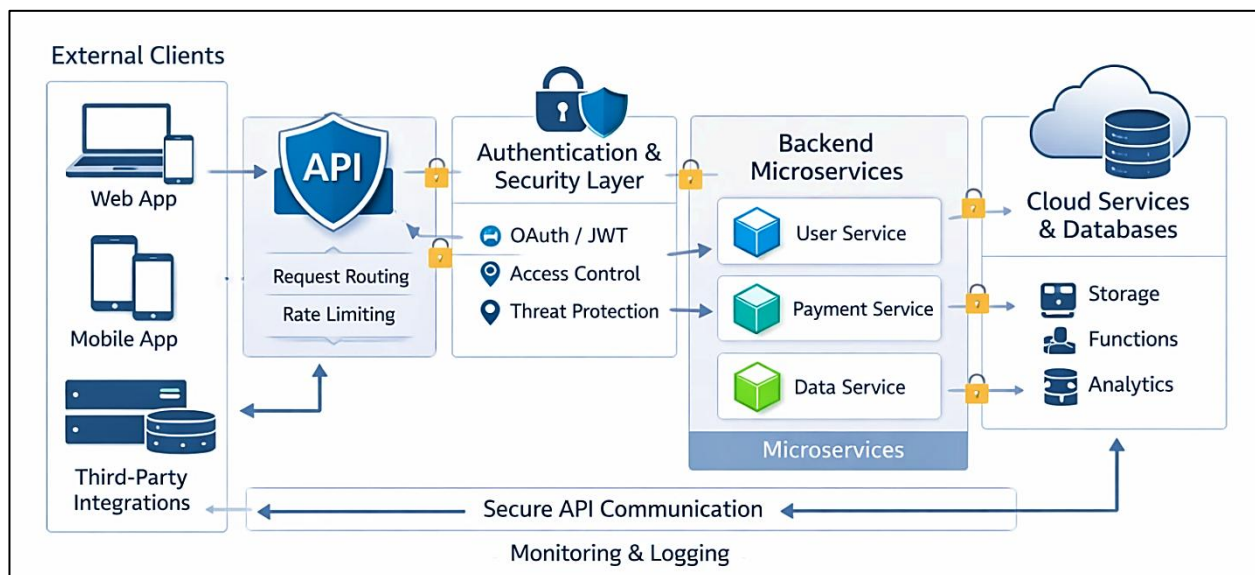 External Clients
Web App
Mobile App
Third-Party
Integrations
API
Request Routing
Rate Limiting
Authentication &
Security Layer
OAuth / JWT
Access Control
Threat Protection
Backend
Microservices
User Service
Payment Service
Data Service
Microservices
Cloud Services
& Databases
Storage
Functions
Analytics
Secure API Communication
Monitoring & Logging